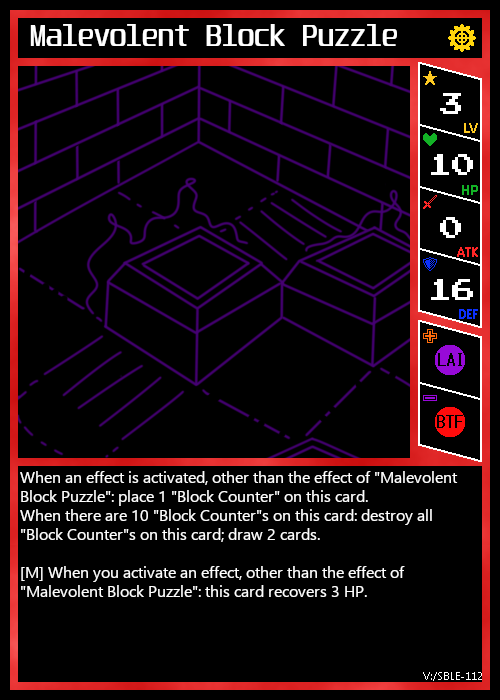 Malevolent Block Puzzle
3
LV
10
HP
0
ATK
16
DEF
LAI
BTF
When an effect is activated, other than the effect of "Malevolent
Block Puzzle": place 1 "Block Counter" on this card.
When there are 10 "Block Counter"s on this card: destroy all
"Block Counter"s on this card; draw 2 cards.
[M] When you activate an effect, other than the effect of
"Malevolent Block Puzzle": this card recovers 3 HP.
V:/SBLE-112